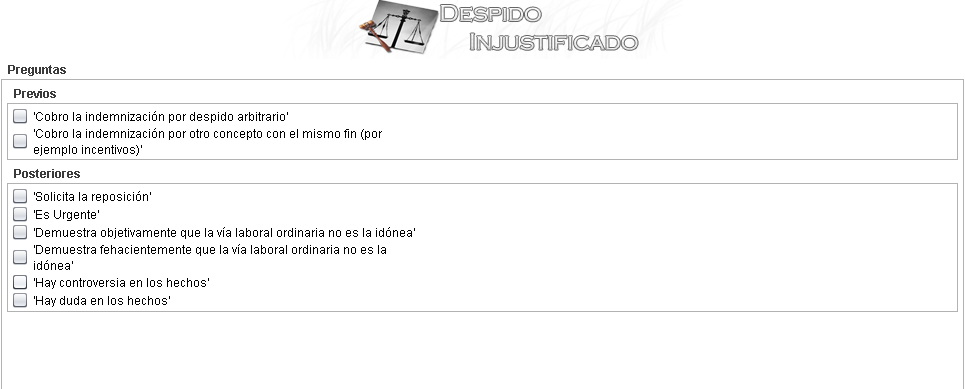 DESPIDO
INJUSTIFICADO
Preguntas
Previos
'Cobro la indemnización por despido arbitrario'
'Cobro la indemnización por otro concepto con el mismo fin (por
ejemplo incentivos)'
Posteriores
'Solicita la reposición'
'Es Urgente'
'Demuestra objetivamente que la vía laboral ordinaria no es la idónea'
'Demuestra fehacientemente que la vía laboral ordinaria no es la
idónea'
'Hay controversia en los hechos'
'Hay duda en los hechos'